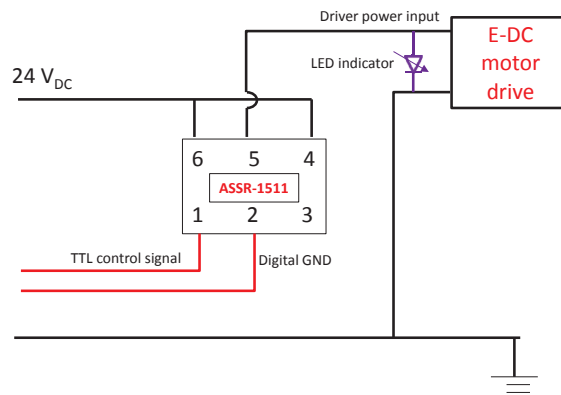 Driver power input
E-DC
motor
drive
LED indicator
24 VDC
6 5 4
ASSR-1511
1 2 3
TTL control signal
Digital GND